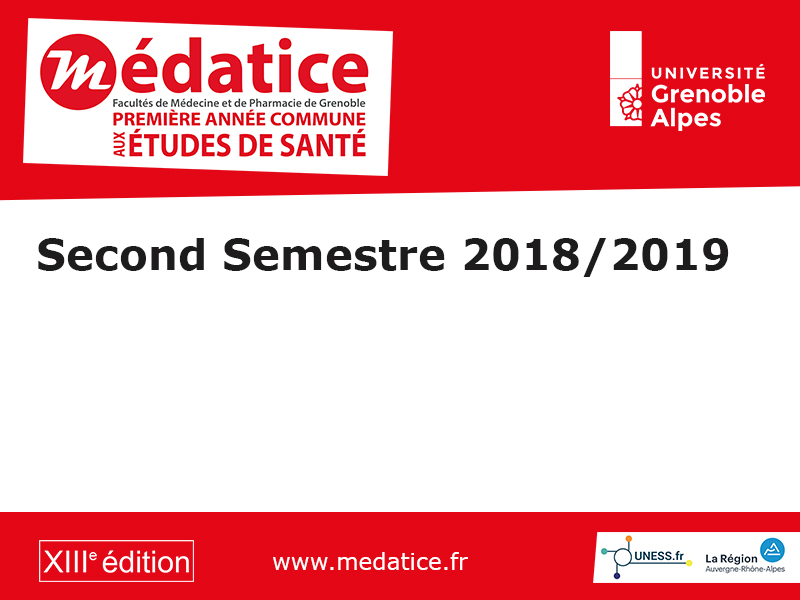 médatice
Facultés de Médecine et de Pharmacie de Grenoble
PREMIÈRE ANNÉE COMMUNE
AUX ÉTUDES DE SANTÉ
UNIVERSITÉ
Grenoble
Alpes
Second Semestre 2018/2019
XIIIe édition
www.medatice.fr
UNESS.fr
La Région
Auvergne-Rhône-Alpes